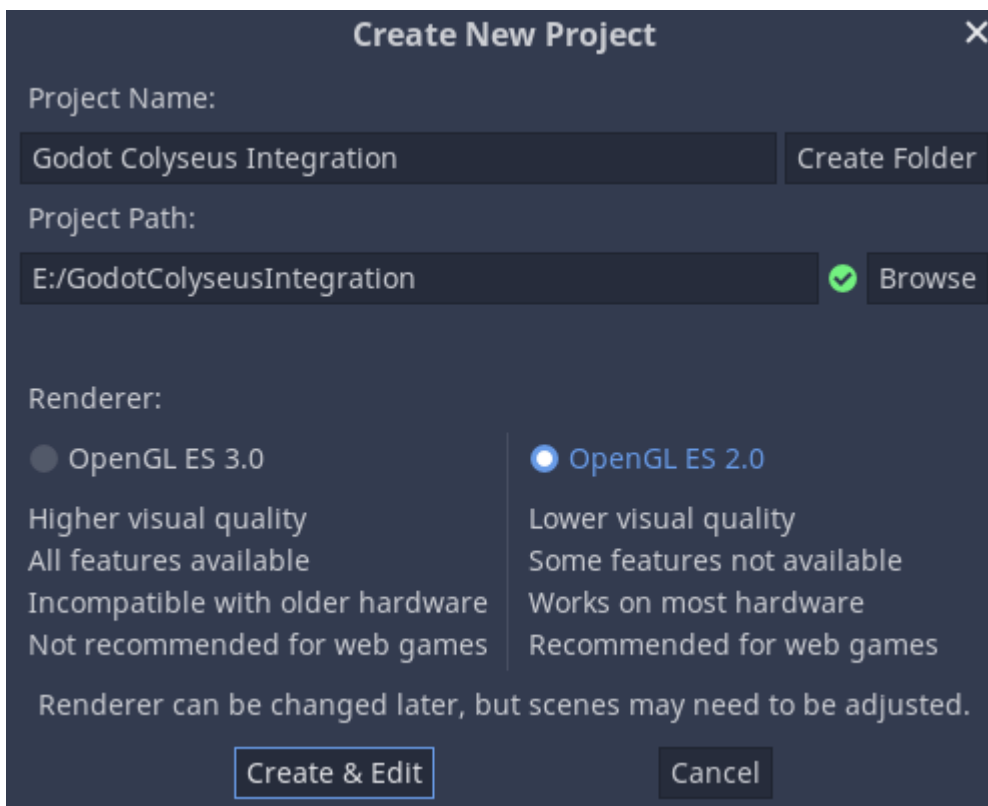 Create New Project
Project Name:
Godot Colyseus Integration
Create Folder
Project Path:
E:/GodotColyseusIntegration
Browse
Renderer:
OpenGL ES 3.0
Higher visual quality
All features available
Incompatible with older hardware
Not recommended for web games
OpenGL ES 2.0
Lower visual quality
Some features not available
Works on most hardware
Recommended for web games
Renderer can be changed later, but scenes may need to be adjusted.
Create & Edit
Cancel